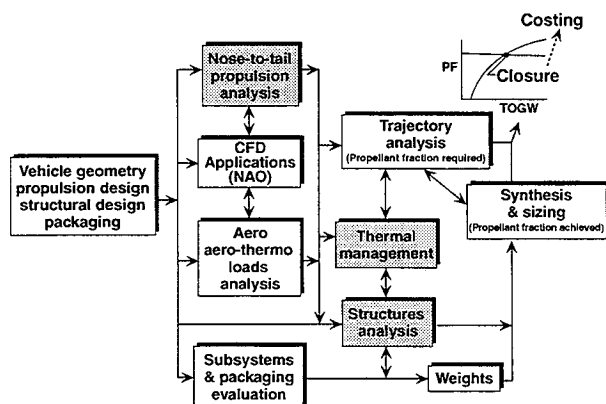 Costing
PF
Closure
TOGW
Nose-to-tail
propulsion
analysis
CFD
Applications
(NAO)
Vehicle geometry
propulsion design
structural design
packaging
Aero
aero-thermo
loads
analysis
Trajectory
analysis
(Propellant fraction required)
Synthesis
& sizing
(Propellant fraction achieved)
Thermal
management
Structures
analysis
Subsystems
& packaging
evaluation
Weights